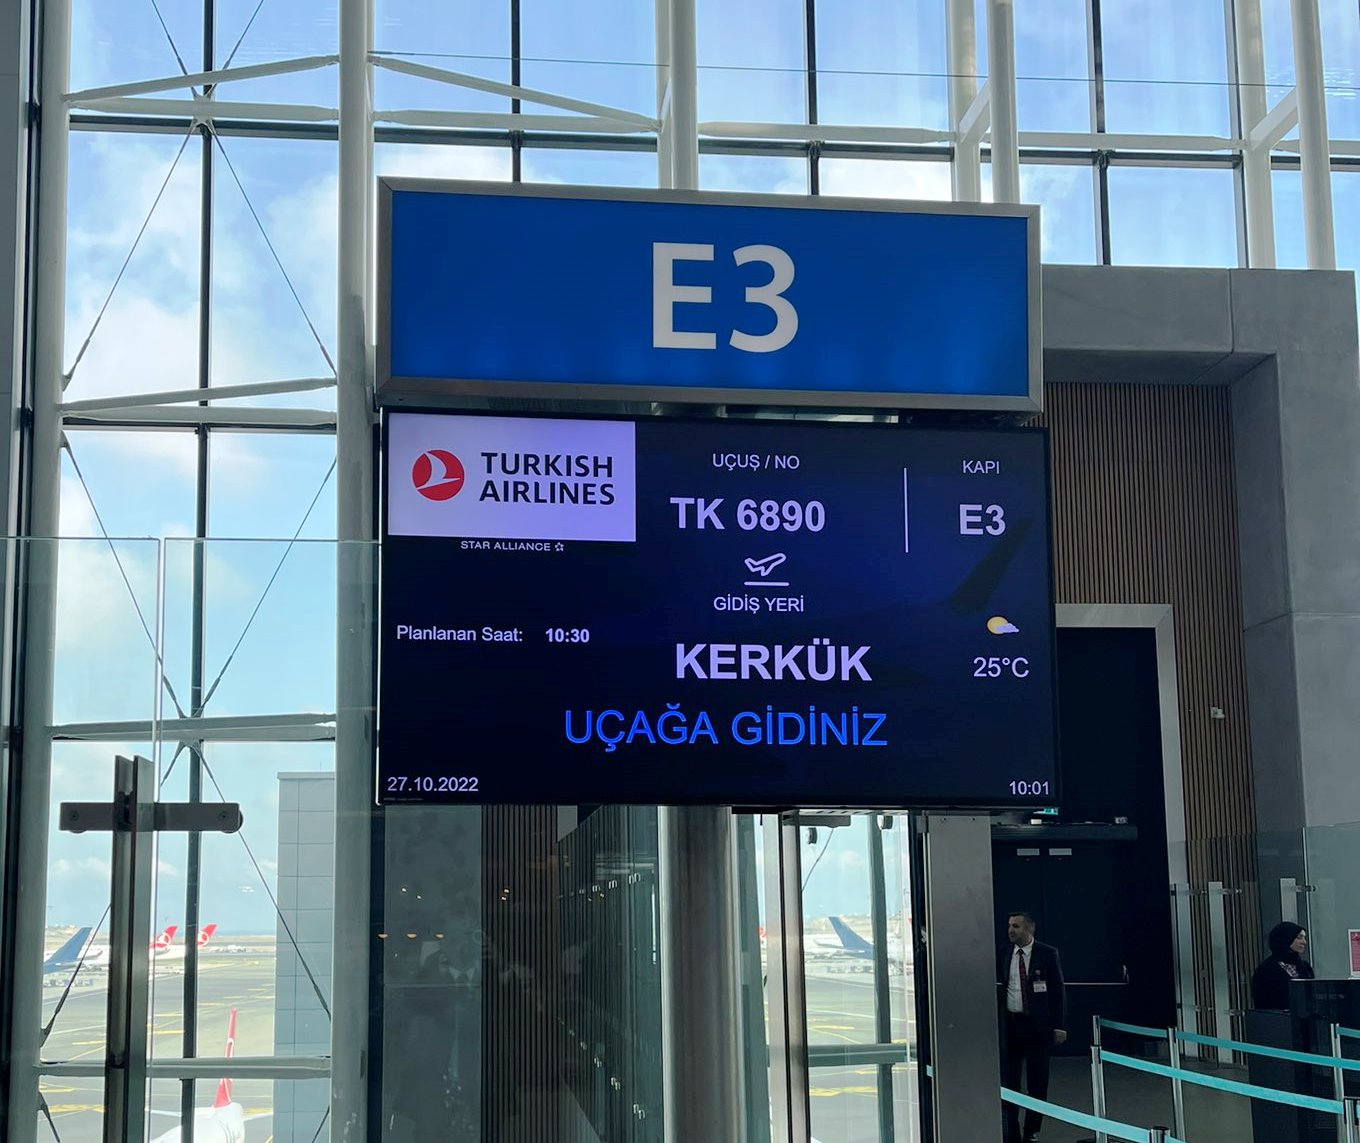 E3
TURKISH
AIRLINES
STAR ALLIANCE
UÇUŞ / NO
TK 6890
KAPI
E3
GİDİŞ YERİ
Planlanan Saat: 10:30
KERKÜK
25°C
UÇAĞA GİDİNİZ
27.10.2022
10:01